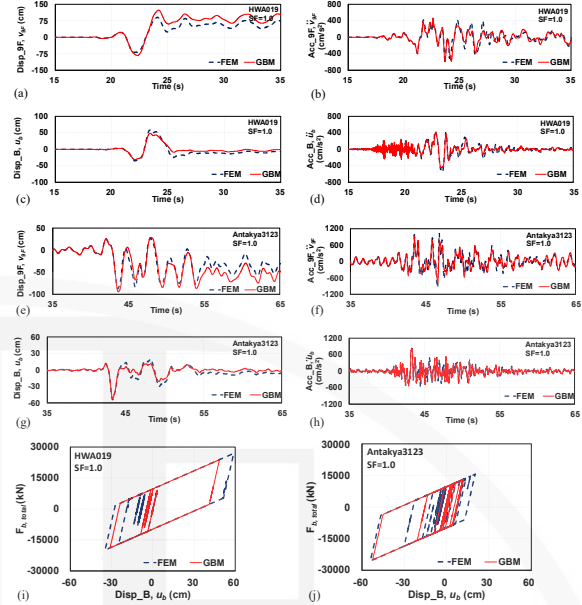 Disp_9F, v9F (cm)
75
0
-75
150
15 20 25 30 35
HWA019
SF=1.0
FEM GBM
Time (s)
(a)
Acc_9F, v̈9F
(cm/s²)
800
400
0
-400
-800
15 20 25 30 35
HWA019
SF=1.0
FEM GBM
Time (s)
(b)
Disp_B, ub (cm)
100
50
0
-50
-100
15 20 25 30 35
HWA019
SF=1.0
FEM GBM
Time (s)
(c)
Acc_B, üb
(cm/s²)
800
400
0
-400
-800
15 20 25 30 35
HWA019
SF=1.0
FEM GBM
Time (s)
(d)
Disp_9F, v9F (cm)
50
0
-50
-100
35 45 55 65
Antakya3123
SF=1.0
FEM GBM
Time (s)
(e)
Acc_9F, v̈9F
(cm/s²)
1200
600
0
-600
-1200
35 45 54 65
Antakya3123
SF=1.0
FEM GBM
Time (s)
(f)
Disp_B, ub (cm)
60
30
0
-30
-60
35 45 55 65
Antakya3123
SF=1.0
FEM GBM
Time (s)
(g)
Acc_B, üb
(cm/s²)
1200
600
0
-600
-1200
35 45 55 65
Antakya3123
SF=1.0
FEM GBM
Time (s)
(h)
Fb, total (kN)
30000
15000
0
-15000
-30000
-60 -30 0 30 60
HWA019
SF=1.0
FEM GBM
Disp_B, ub (cm)
(i)
Fb, total (kN)
30000
15000
0
-15000
-30000
-60 -30 0 30 60
Antakya3123
SF=1.0
FEM GBM
Disp_B, ub (cm)
(j)